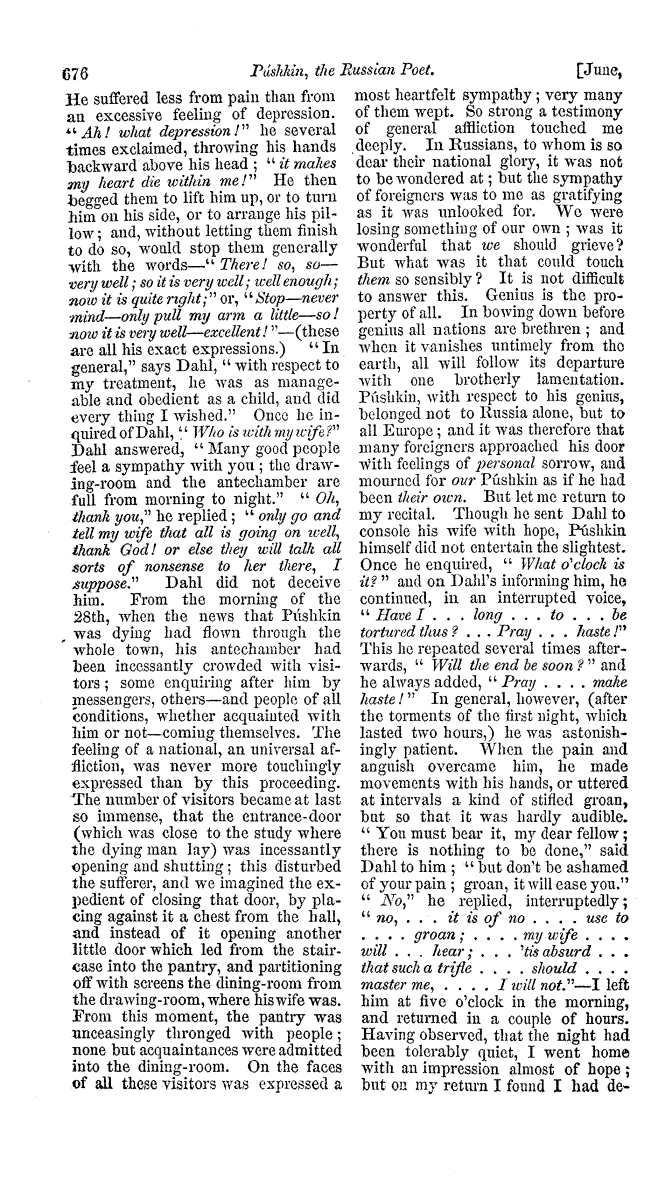 676 Púshkin, the Russian Poet. [June,
He suffered less from pain than from
an excessive feeling of depression.
"Ah! what depression!" he several
times exclaimed, throwing his hands
backward above his head; "it makes
my heart die within me!" He then
begged them to lift him up, or to turn
him on his side, or to arrange his pil-
low; and, without letting them finish
to do so, would stop them generally
with the words—"There! so, so—
very well; so it is very well; well enough;
now it is quite right;" or, "Stop—never
mind—only pull my arm a little—so!
now it is very well—excellent!"—(these
are all his exact expressions.) "In
general," says Dahl, "with respect to
my treatment, he was as manage-
able and obedient as a child, and did
every thing I wished." Once he in-
quired of Dahl, "Who is with my wife?"
Dahl answered, "Many good people
feel a sympathy with you; the draw-
ing-room and the antechamber are
full from morning to night." "Oh,
thank you," he replied; "only go and
tell my wife that all is going on well,
thank God! or else they will talk all
sorts of nonsense to her there, I
suppose." Dahl did not deceive
him. From the morning of the
28th, when the news that Púshkin
was dying had flown through the
whole town, his antechamber had
been incessantly crowded with visi-
tors; some enquiring after him by
messengers, others—and people of all
conditions, whether acquainted with
him or not—coming themselves. The
feeling of a national, an universal af-
fliction, was never more touchingly
expressed than by this proceeding.
The number of visitors became at last
so immense, that the entrance-door
(which was close to the study where
the dying man lay) was incessantly
opening and shutting; this disturbed
the sufferer, and we imagined the ex-
pedient of closing that door, by pla-
cing against it a chest from the hall,
and instead of it opening another
little door which led from the stair-
case into the pantry, and partitioning
off with screens the dining-room from
the drawing-room, where his wife was.
From this moment, the pantry was
unceasingly thronged with people;
none but acquaintances were admitted
into the dining-room. On the faces
of all these visitors was expressed a
most heartfelt sympathy; very many
of them wept. So strong a testimony
of general affliction touched me
deeply. In Russians, to whom is so
dear their national glory, it was not
to be wondered at; but the sympathy
of foreigners was to me as gratifying
as it was unlooked for. We were
losing something of our own; was it
wonderful that we should grieve?
But what was it that could touch
them so sensibly? It is not difficult
to answer this. Genius is the pro-
perty of all. In bowing down before
genius all nations are brethren; and
when it vanishes untimely from the
earth, all will follow its departure
with one brotherly lamentation.
Púshkin, with respect to his genius,
belonged not to Russia alone, but to
all Europe; and it was therefore that
many foreigners approached his door
with feelings of personal sorrow, and
mourned for our Púshkin as if he had
been their own. But let me return to
my recital. Though he sent Dahl to
console his wife with hope, Púshkin
himself did not entertain the slightest.
Once he enquired, "What o'clock is
it?" and on Dahl's informing him, he
continued, in an interrupted voice,
"Have I . . . long . . . to . . . be
tortured thus? . . . Pray . . . haste!"
This he repeated several times after-
wards, "Will the end be soon?" and
he always added, "Pray . . . . make
haste!" In general, however, (after
the torments of the first night, which
lasted two hours,) he was astonish-
ingly patient. When the pain and
anguish overcame him, he made
movements with his hands, or uttered
at intervals a kind of stifled groan,
but so that it was hardly audible.
"You must bear it, my dear fellow;
there is nothing to be done," said
Dahl to him; "but don't be ashamed
of your pain; groan, it will ease you."
"No," he replied, interruptedly;
"no, . . . it is of no . . . . use to
. . . . groan; . . . . my wife . . . .
will . . . hear; . . . 'tis absurd . . .
that such a trifle . . . . should . . . .
master me, . . . . I will not."—I left
him at five o'clock in the morning,
and returned in a couple of hours.
Having observed, that the night had
been tolerably quiet, I went home
with an impression almost of hope;
but on my return I found I had de-